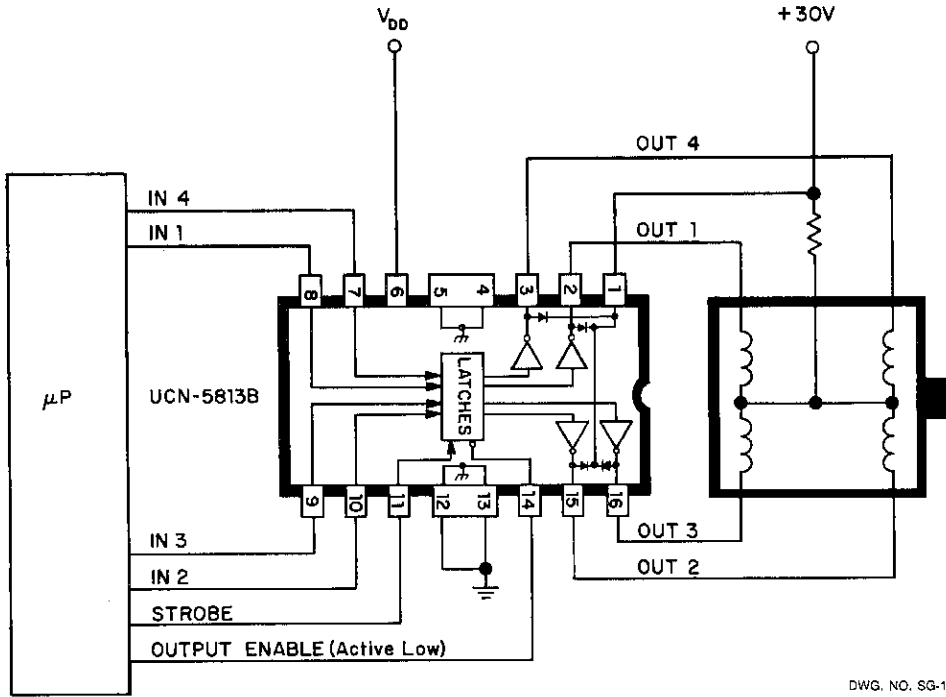 V_DD
+30V
OUT 4
IN 4
IN 1
OUT 1
8
7
6
5
4
3
2
1
μP
UCN-5813B
LATCHES
9
10
11
12
13
14
15
16
IN 3
OUT 3
IN 2
OUT 2
STROBE
OUTPUT ENABLE (Active Low)
DWG. NO. SG-1